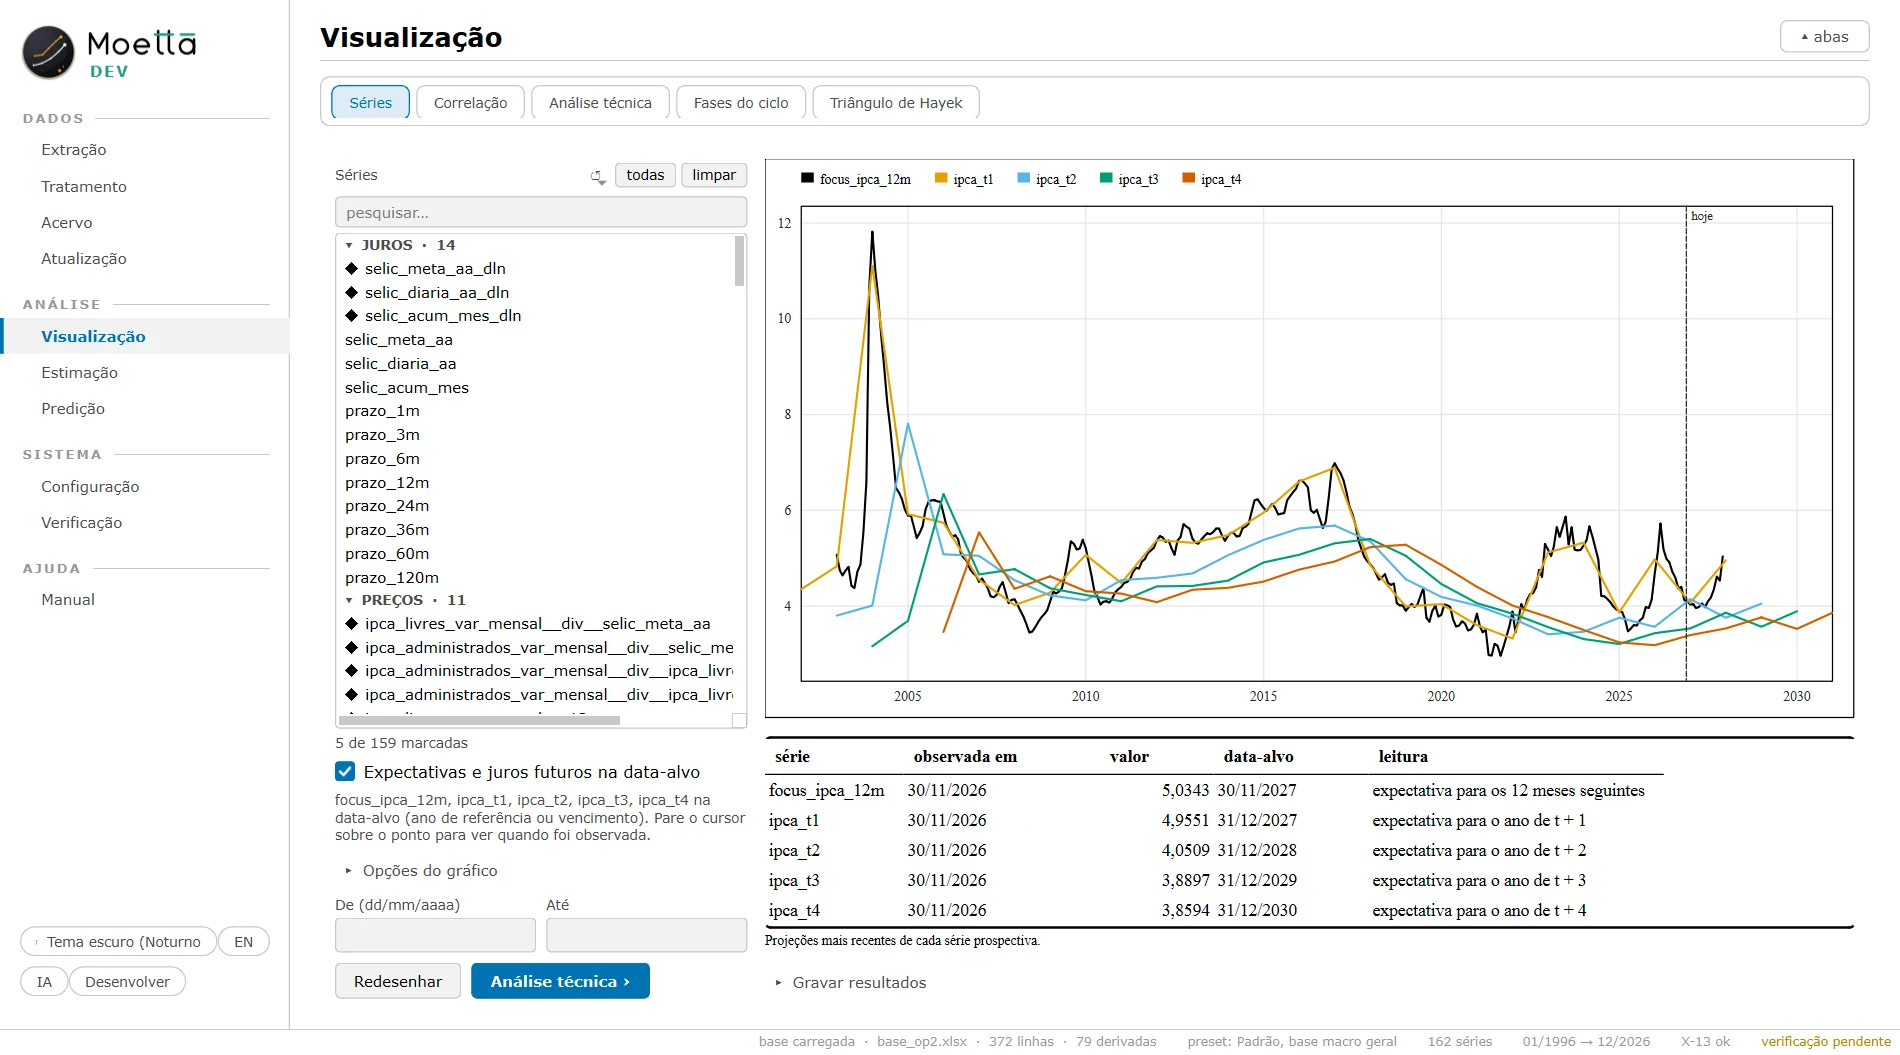 Moetta
DEV
DADOS
Extração
Tratamento
Acervo
Atualização
ANÁLISE
Visualização
Estimação
Predição
SISTEMA
Configuração
Verificação
AJUDA
Manual
Tema escuro (Noturno
EN
IA
Desenvolver
Visualização
▲ abas
Séries
Correlação
Análise técnica
Fases do ciclo
Triângulo de Hayek
Séries
todas
limpar
pesquisar...
▼ JUROS · 14
◆ selic_meta_aa_dln
◆ selic_diaria_aa_dln
◆ selic_acum_mes_dln
selic_meta_aa
selic_diaria_aa
selic_acum_mes
prazo_1m
prazo_3m
prazo_6m
prazo_12m
prazo_24m
prazo_36m
prazo_60m
prazo_120m
▼ PREÇOS · 11
◆ ipca_livres_var_mensal__div__selic_meta_aa
◆ ipca_administrados_var_mensal__div__selic_me
◆ ipca_administrados_var_mensal__div__ipca_livr
◆ ipca_administrados_var_mensal__div__ipca_livr
5 de 159 marcadas
Expectativas e juros futuros na data-alvo
focus_ipca_12m, ipca_t1, ipca_t2, ipca_t3, ipca_t4 na
data-alvo (ano de referência ou vencimento). Pare o cursor
sobre o ponto para ver quando foi observada.
▸ Opções do gráfico
De (dd/mm/aaaa)
Até
Redesenhar
Análise técnica ›
focus_ipca_12m ipca_t1 ipca_t2 ipca_t3 ipca_t4
hoje
12
10
8
6
4
2005 2010 2015 2020 2025 2030
série observada em valor data-alvo leitura
focus_ipca_12m 30/11/2026 5,0343 30/11/2027 expectativa para os 12 meses seguintes
ipca_t1 30/11/2026 4,9551 31/12/2027 expectativa para o ano de t + 1
ipca_t2 30/11/2026 4,0509 31/12/2028 expectativa para o ano de t + 2
ipca_t3 30/11/2026 3,8897 31/12/2029 expectativa para o ano de t + 3
ipca_t4 30/11/2026 3,8594 31/12/2030 expectativa para o ano de t + 4
Projeções mais recentes de cada série prospectiva.
▸ Gravar resultados
base carregada · base_op2.xlsx · 372 linhas · 79 derivadas preset: Padrão, base macro geral 162 séries 01/1996 → 12/2026 X-13 ok verificação pendente